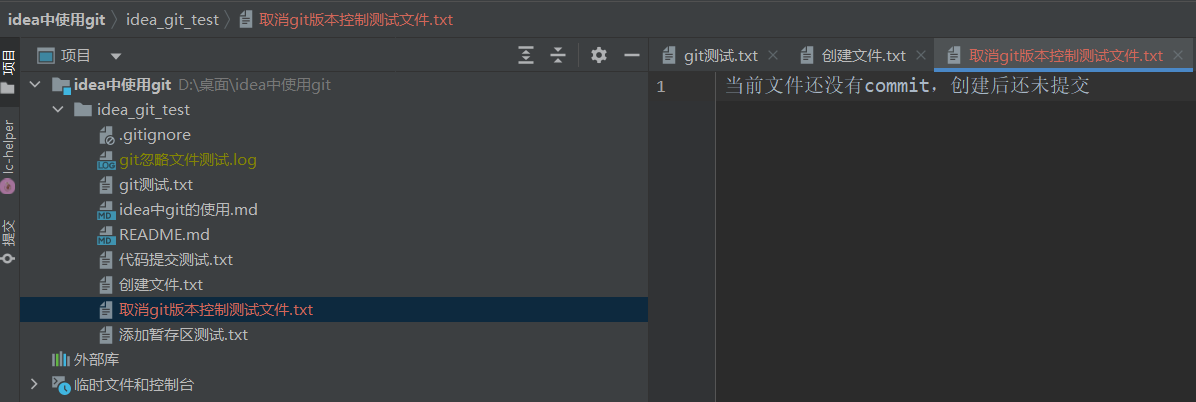 idea中使用git 〉 idea_git_test 〉 取消git版本控制测试文件.txt
项目
项目
git测试.txt
创建文件.txt
取消git版本控制测试文件.txt
idea中使用git D:\桌面\idea中使用git
1 当前文件还没有commit，创建后还未提交
idea_git_test
.gitignore
lc-helper
LOG git忽略文件测试.log
git测试.txt
MD idea中git的使用.md
提交
MD README.md
代码提交测试.txt
创建文件.txt
取消git版本控制测试文件.txt
添加暂存区测试.txt
外部库
临时文件和控制台